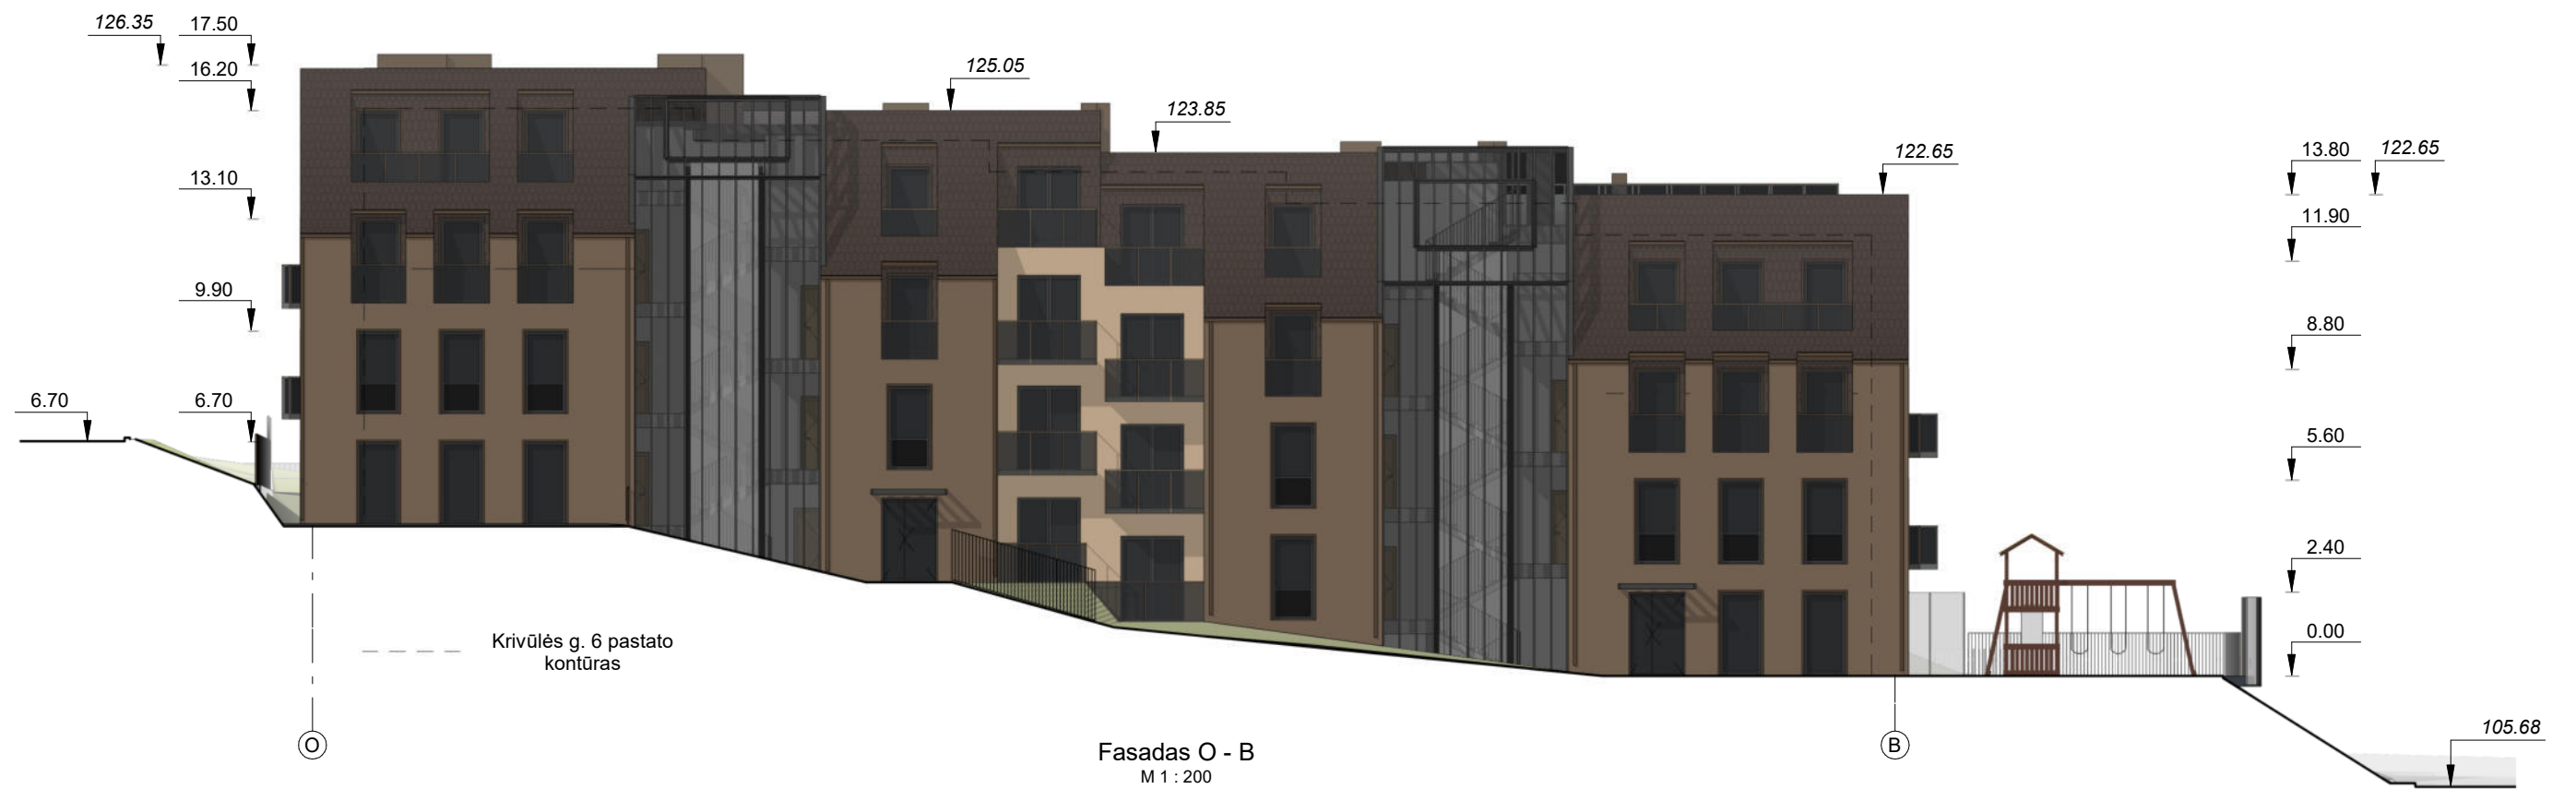 126.35 17.50
16.20
125.05
123.85
122.65
13.80 122.65
13.10
11.90
9.90
8.80
6.70 6.70
5.60
2.40
0.00
Krivūlės g. 6 pastato
kontūras
105.68
O
B
Fasadas O - B
M 1 : 200